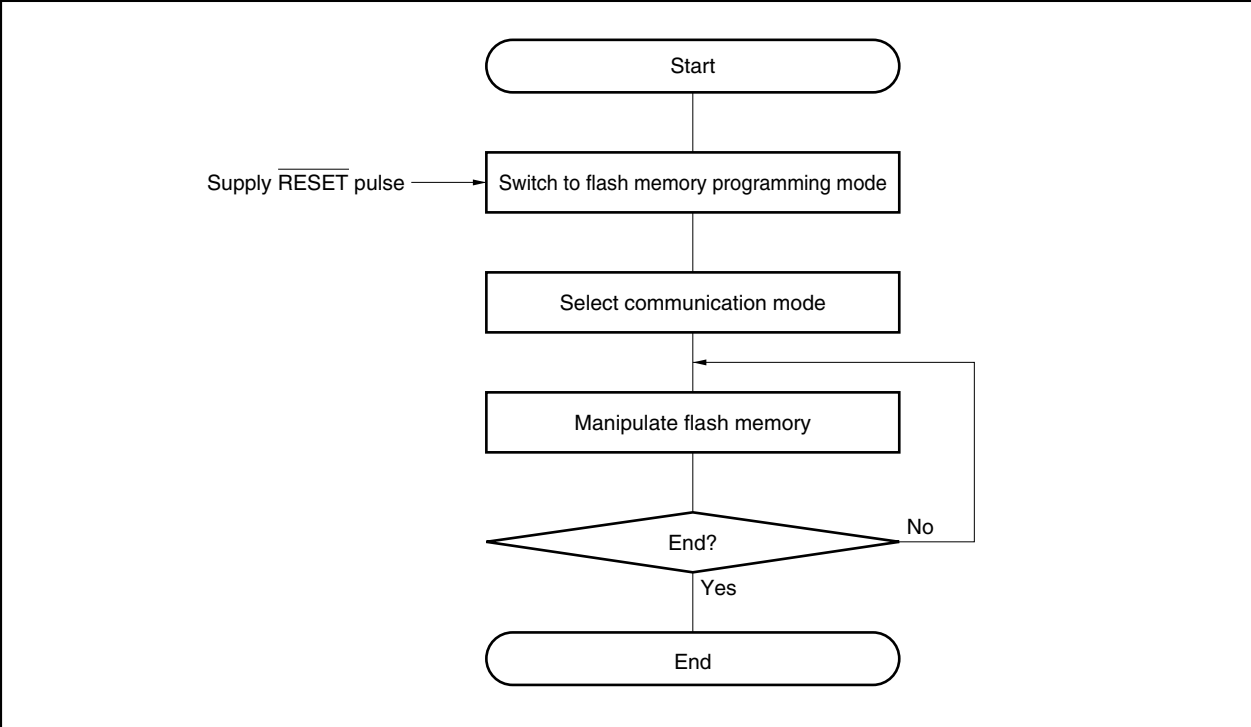 Start
Supply R̅E̅S̅E̅T̅ pulse
Switch to flash memory programming mode
Select communication mode
Manipulate flash memory
End?
No
Yes
End